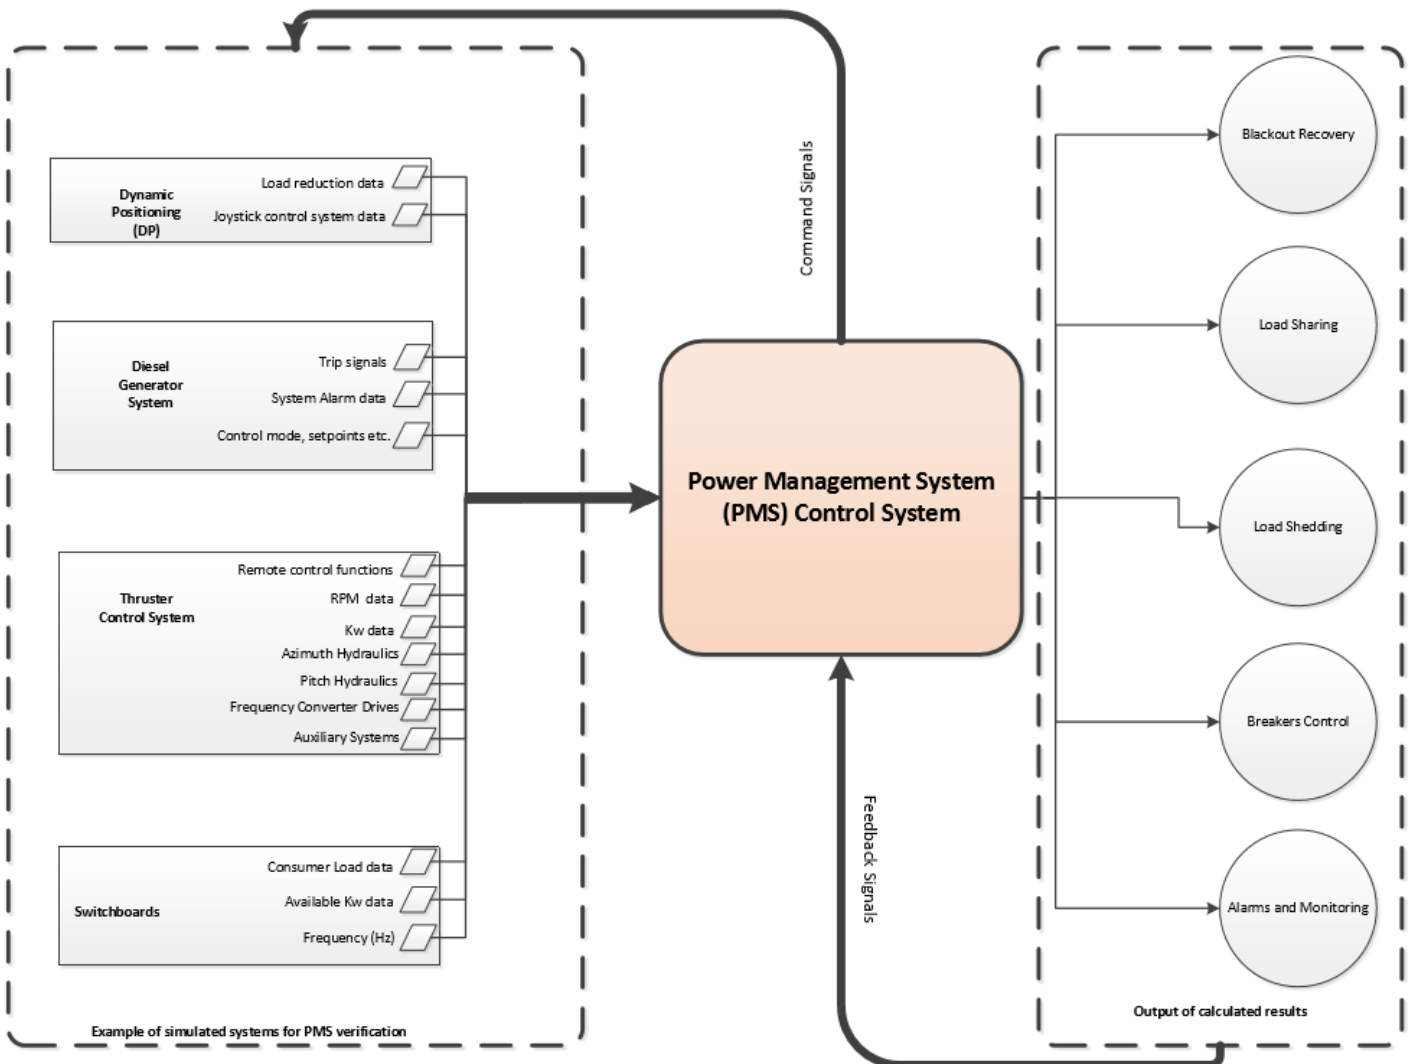 Dynamic
Positioning
(DP)
Load reduction data
Joystick control system data
Diesel
Generator
System
Trip signals
System Alarm data
Control mode, setpoints etc.
Thruster
Control System
Remote control functions
RPM data
Kw data
Azimuth Hydraulics
Pitch Hydraulics
Frequency Converter Drives
Auxiliary Systems
Switchboards
Consumer Load data
Available Kw data
Frequency (Hz)
Example of simulated systems for PMS verification
Command Signals
Power Management System
(PMS) Control System
Feedback Signals
Blackout Recovery
Load Sharing
Load Shedding
Breakers Control
Alarms and Monitoring
Output of calculated results